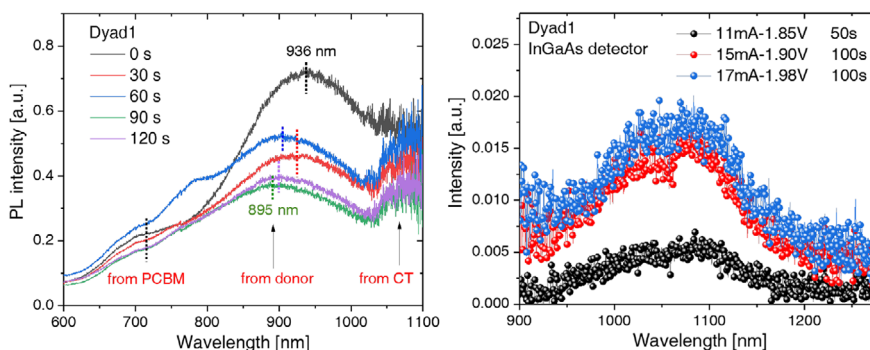 Dyad1
0 s
30 s
60 s
90 s
120 s
936 nm
895 nm
from PCBM
from donor
from CT
PL intensity [a.u.]
0.8
0.6
0.4
0.2
0.0
600 700 800 900 1000 1100
Wavelength [nm]
Dyad1
InGaAs detector
11mA-1.85V 50s
15mA-1.90V 100s
17mA-1.98V 100s
Intensity [a.u.]
0.025
0.020
0.015
0.010
0.005
0.000
900 1000 1100 1200
Wavelength [nm]